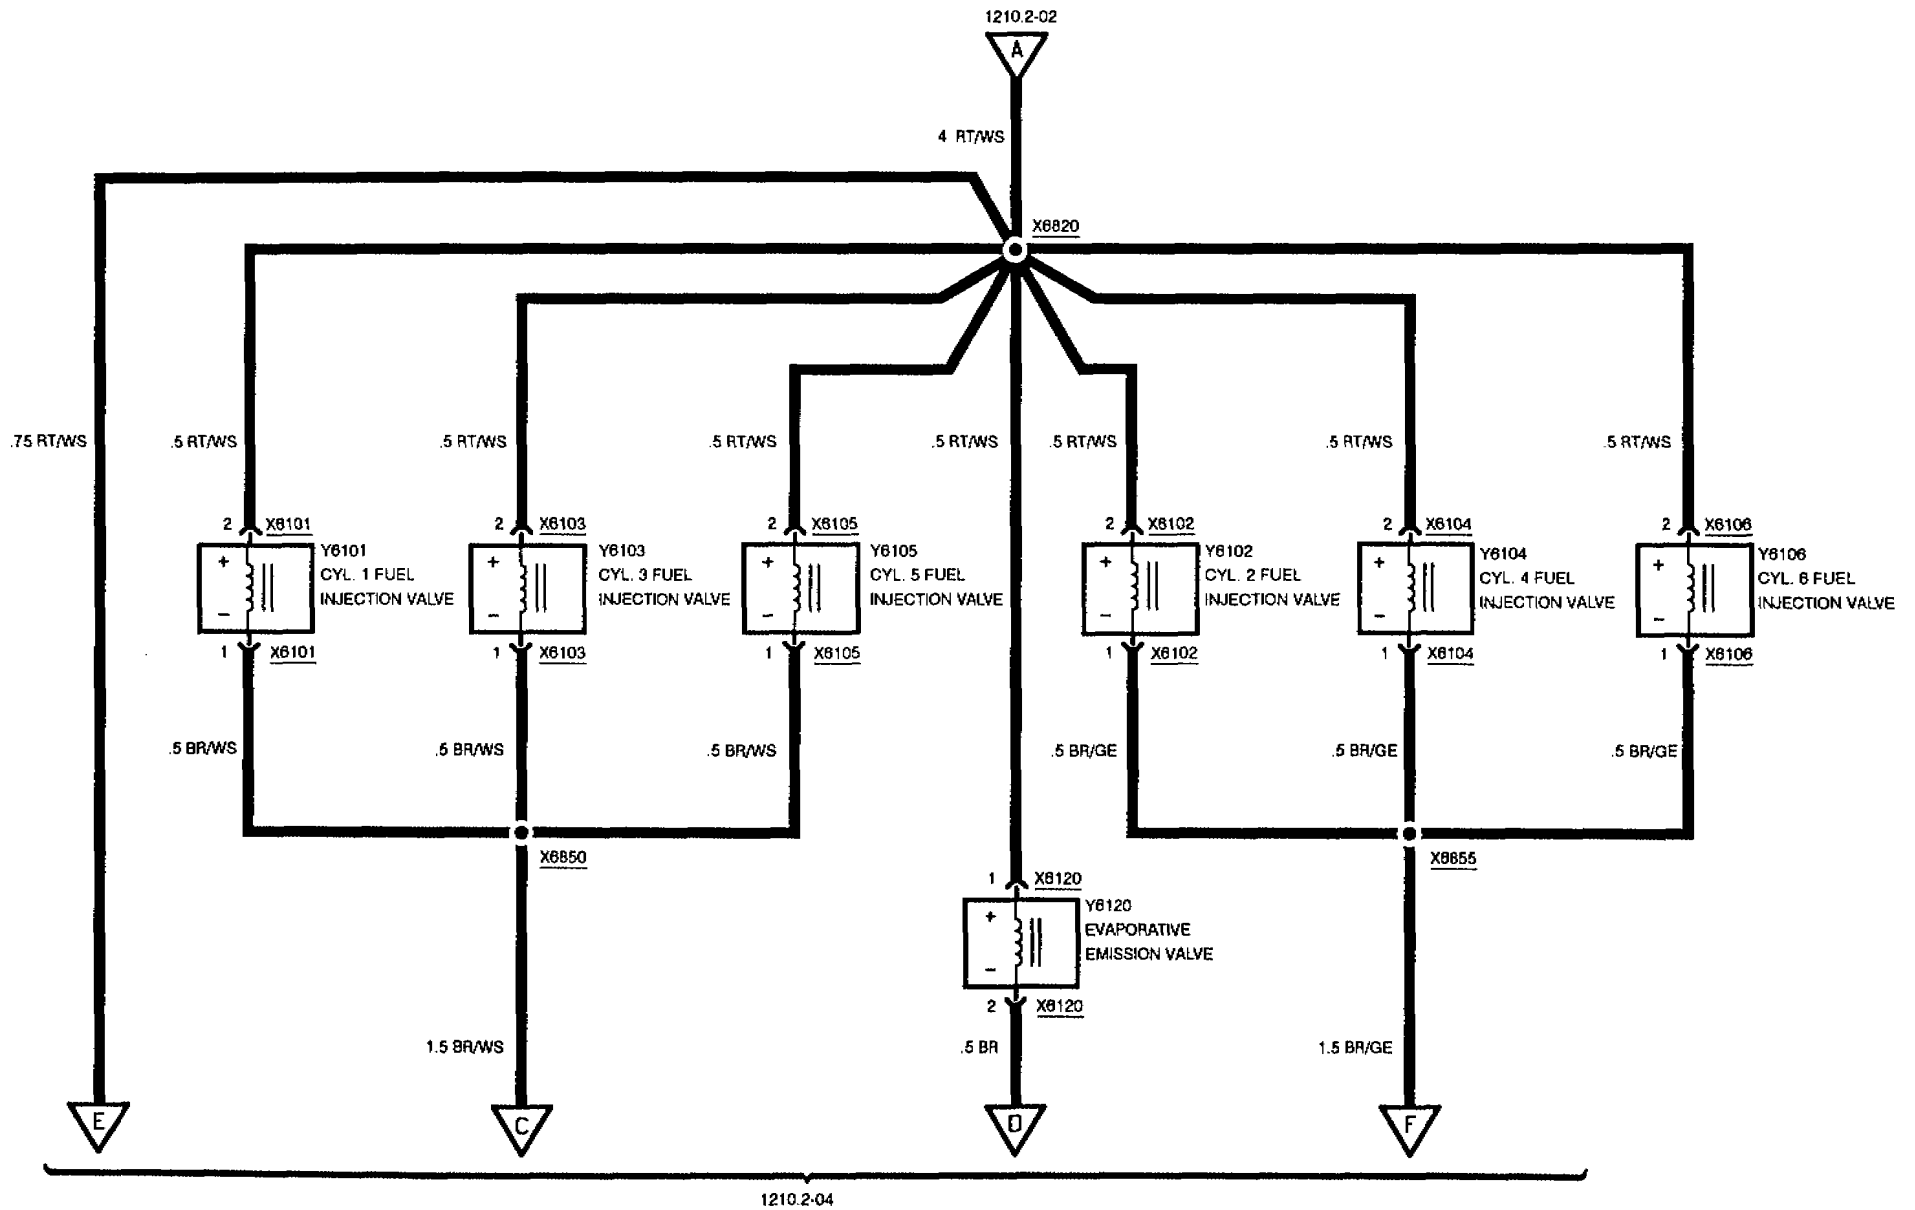 1210.2-02
A
4 RT/WS
X6820
.75 RT/WS
.5 RT/WS
.5 RT/WS
.5 RT/WS
.5 RT/WS
.5 RT/WS
.5 RT/WS
.5 RT/WS
2 X6101
2 X6103
2 X6105
2 X6102
2 X6104
2 X6106
+
−
Y6101
CYL. 1 FUEL
INJECTION VALVE
+
−
Y6103
CYL. 3 FUEL
INJECTION VALVE
+
−
Y6105
CYL. 5 FUEL
INJECTION VALVE
+
−
Y6102
CYL. 2 FUEL
INJECTION VALVE
+
−
Y6104
CYL. 4 FUEL
INJECTION VALVE
+
−
Y6106
CYL. 6 FUEL
INJECTION VALVE
1 X6101
1 X6103
1 X6105
1 X6102
1 X6104
1 X6106
.5 BR/WS
.5 BR/WS
.5 BR/WS
.5 BR/GE
.5 BR/GE
.5 BR/GE
X6850
X6855
1 X6120
+
−
Y6120
EVAPORATIVE
EMISSION VALVE
2 X6120
1.5 BR/WS
.5 BR
1.5 BR/GE
E
C
D
F
1210.2-04